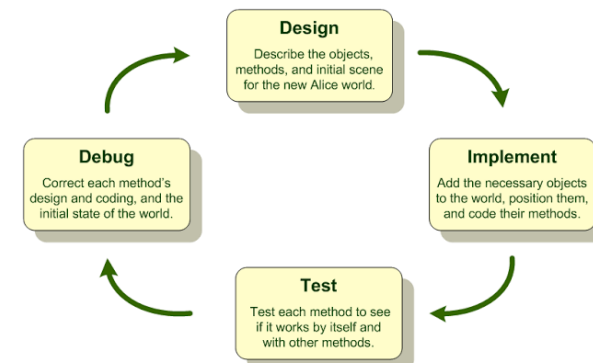 Design
Describe the objects,
methods, and initial scene
for the new Alice world.
Debug
Correct each method's
design and coding, and the
initial state of the world.
Implement
Add the necessary objects
to the world, position them,
and code their methods.
Test
Test each method to see
if it works by itself and
with other methods.